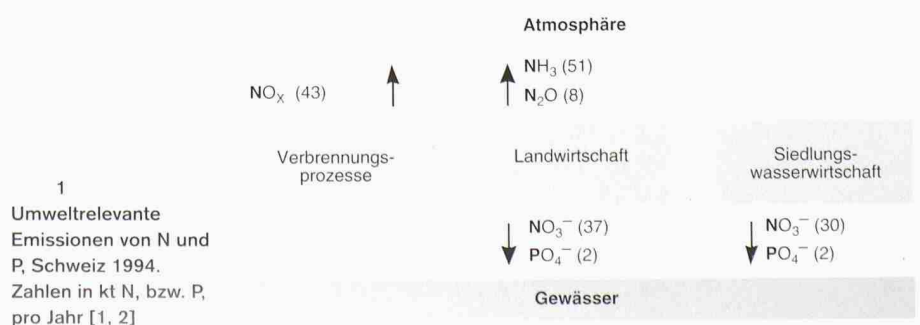 Atmosphäre
NOX (43)
NH3 (51)
N2O (8)
Verbrennungs-
prozesse
Landwirtschaft
Siedlungs-
wasserwirtschaft
1
Umweltrelevante
Emissionen von N und
P, Schweiz 1994.
Zahlen in kt N, bzw. P,
pro Jahr [1, 2]
NO3− (37)
PO4− (2)
NO3− (30)
PO4− (2)
Gewässer